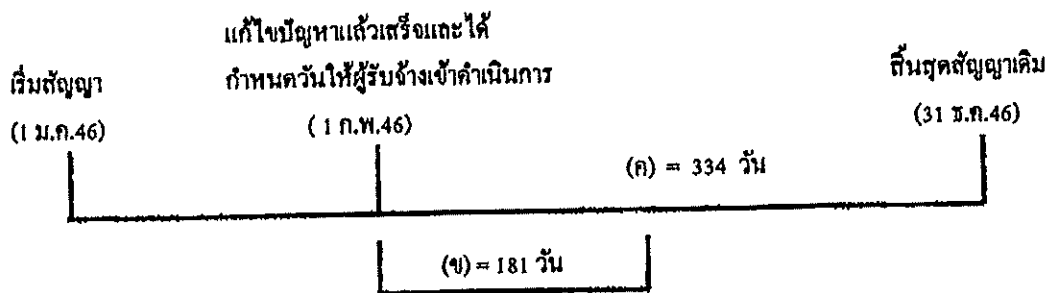 แก้ไขปัญหาแล้วเสร็จและได้
เริ่มสัญญา
กำหนดวันให้ผู้รับจ้างเข้าดำเนินการ
สิ้นสุดสัญญาเดิม
(1 ม.ค.46)
( 1 ก.พ.46)
(31 ธ.ค.46)
(ค) = 334 วัน
(ข) = 181 วัน